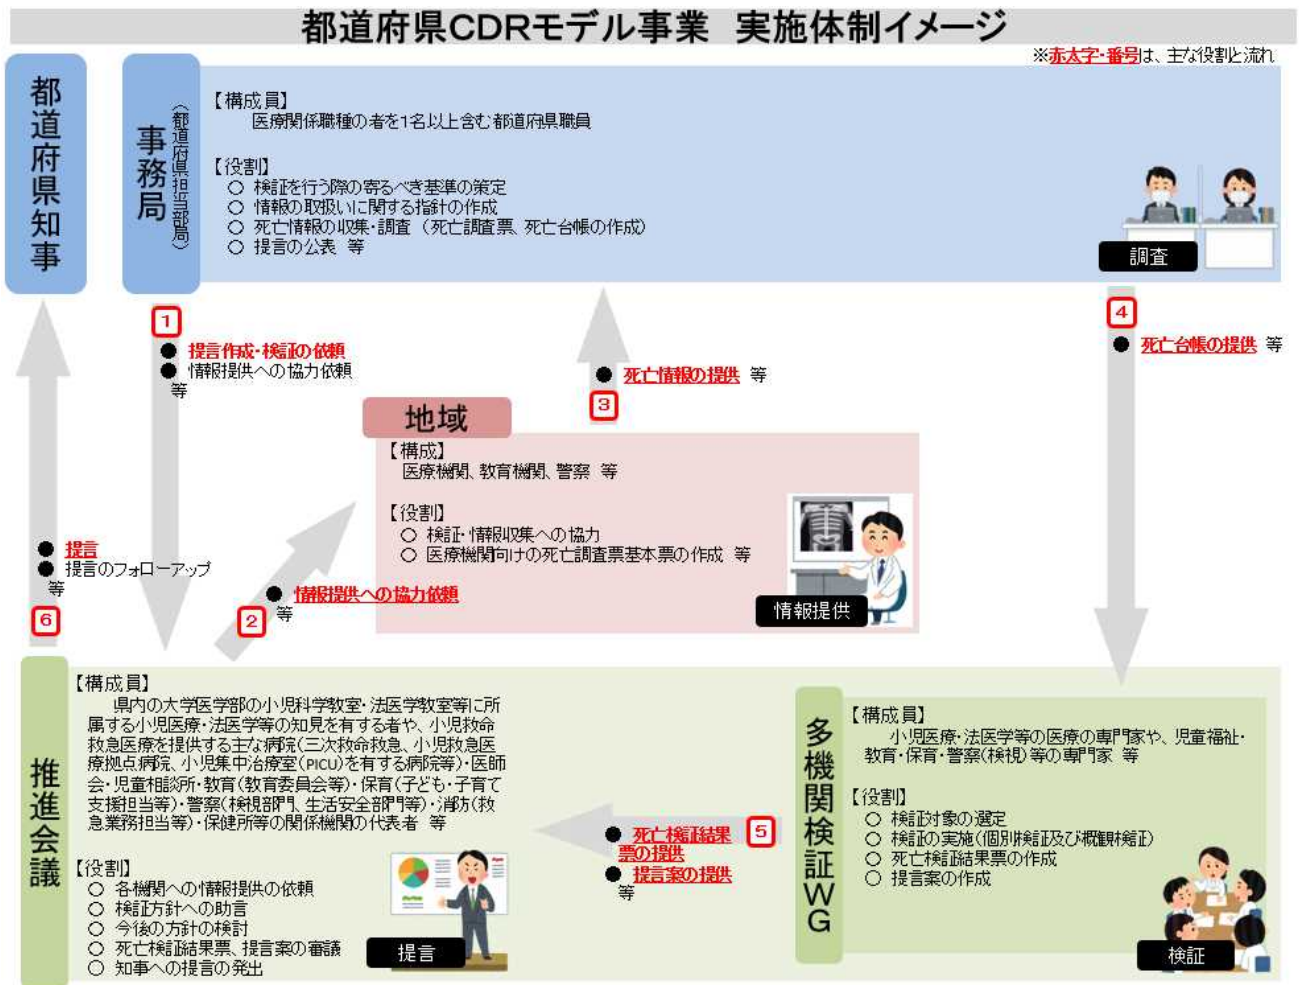 都道府県CDRモデル事業 実施体制イメージ
※赤太字・番号は、主な役割と流れ
都道府県知事
事務局
（都道府県担当部局）
【構成員】
医療関係職種の者を1名以上含む都道府県職員
【役割】
○ 検証を行う際の寄るべき基準の策定
○ 情報の取扱いに関する指針の作成
○ 死亡情報の収集・調査（死亡調査票、死亡台帳の作成）
○ 提言の公表 等
調査
1
● 提言作成・検証の依頼
● 情報提供への協力依頼
等
4
● 死亡台帳の提供 等
● 死亡情報の提供 等
3
地域
【構成】
医療機関、教育機関、警察 等
【役割】
○ 検証・情報収集への協力
○ 医療機関向けの死亡調査票基本票の作成 等
情報提供
● 提言
● 提言のフォローアップ
等
6
● 情報提供への協力依頼
等
2
推進会議
【構成員】
県内の大学医学部の小児科学教室・法医学教室等に所
属する小児医療・法医学等の知見を有する者や、小児救命
救急医療を提供する主な病院(三次救命救急、小児救急医
療拠点病院、小児集中治療室(PICU)を有する病院等)・医師
会・児童相談所・教育(教育委員会等)・保育(子ども・子育て
支援担当等)・警察(検視部門、生活安全部門等)・消防(救
急業務担当等)・保健所等の関係機関の代表者 等
【役割】
○ 各機関への情報提供の依頼
○ 検証方針への助言
○ 今後の方針の検討
○ 死亡検証結果票、提言案の審議
○ 知事への提言の発出
提言
● 死亡検証結果
票の提供
● 提言案の提供
等
5
多機関検証WG
【構成員】
小児医療・法医学等の医療の専門家や、児童福祉・
教育・保育・警察(検視)等の専門家 等
【役割】
○ 検証対象の選定
○ 検証の実施(個別検証及び概観検証)
○ 死亡検証結果票の作成
○ 提言案の作成
検証